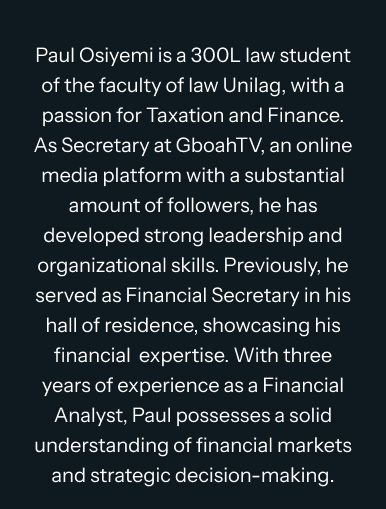 Paul Osiyemi is a 300L law student
of the faculty of law Unilag, with a
passion for Taxation and Finance.
As Secretary at GboahTV, an online
media platform with a substantial
amount of followers, he has
developed strong leadership and
organizational skills. Previously, he
served as Financial Secretary in his
hall of residence, showcasing his
financial  expertise. With three
years of experience as a Financial
Analyst, Paul possesses a solid
understanding of financial markets
and strategic decision-making.